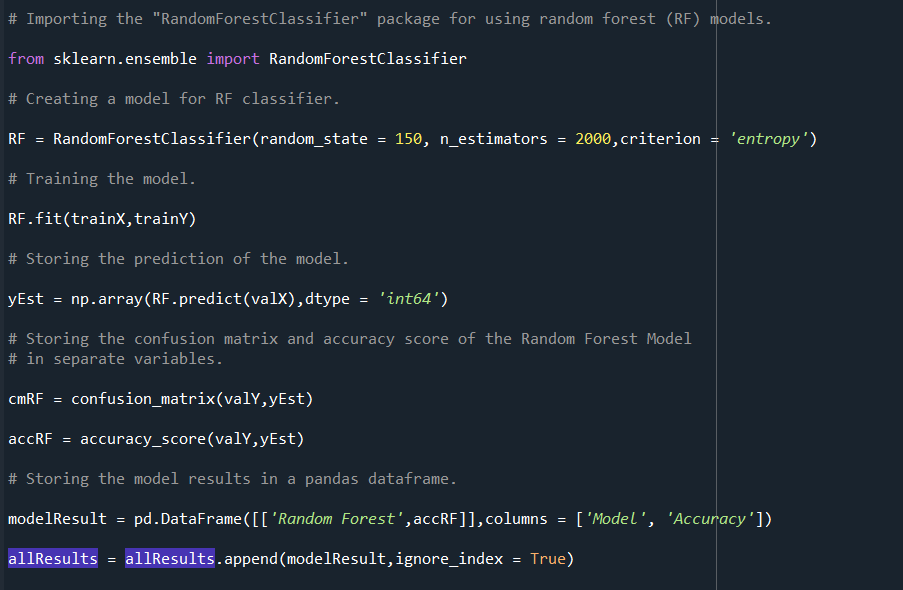 # Importing the "RandomForestClassifier" package for using random forest (RF) models.
from sklearn.ensemble import RandomForestClassifier
# Creating a model for RF classifier.
RF = RandomForestClassifier(random_state = 150, n_estimators = 2000,criterion = 'entropy')
# Training the model.
RF.fit(trainX,trainY)
# Storing the prediction of the model.
yEst = np.array(RF.predict(valX),dtype = 'int64')
# Storing the confusion matrix and accuracy score of the Random Forest Model
# in separate variables.
cmRF = confusion_matrix(valY,yEst)
accRF = accuracy_score(valY,yEst)
# Storing the model results in a pandas dataframe.
modelResult = pd.DataFrame([['Random Forest',accRF]],columns = ['Model', 'Accuracy'])
allResults = allResults.append(modelResult,ignore_index = True)